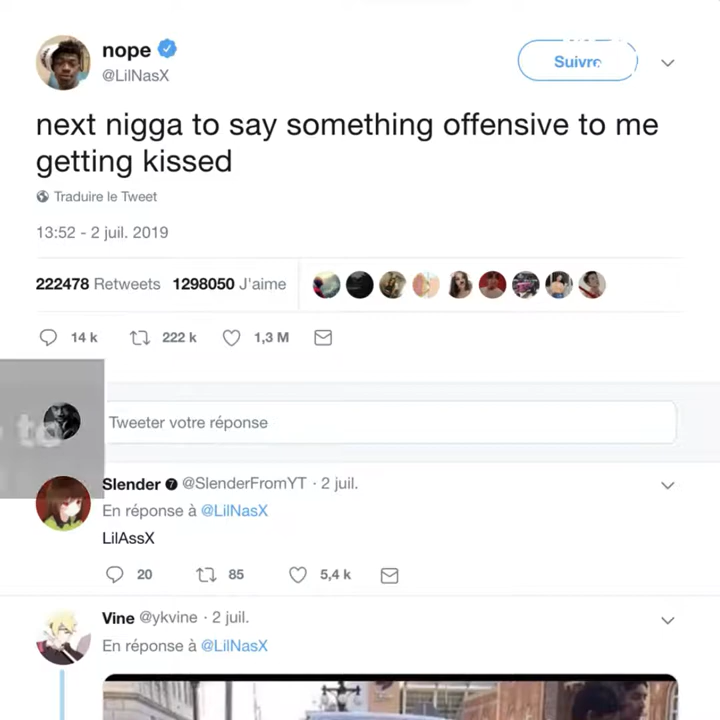 nope
@LilNasX
Suivre
next nigga to say something offensive to me
getting kissed
Traduire le Tweet
13:52 - 2 juil. 2019
222478 Retweets 1298050 J'aime
14 k 222 k 1,3 M
to
Tweeter votre réponse
Slender 7 @SlenderFromYT · 2 juil.
En réponse à @LilNasX
LilAssX
20 85 5,4 k
Vine @ykvine · 2 juil.
En réponse à @LilNasX